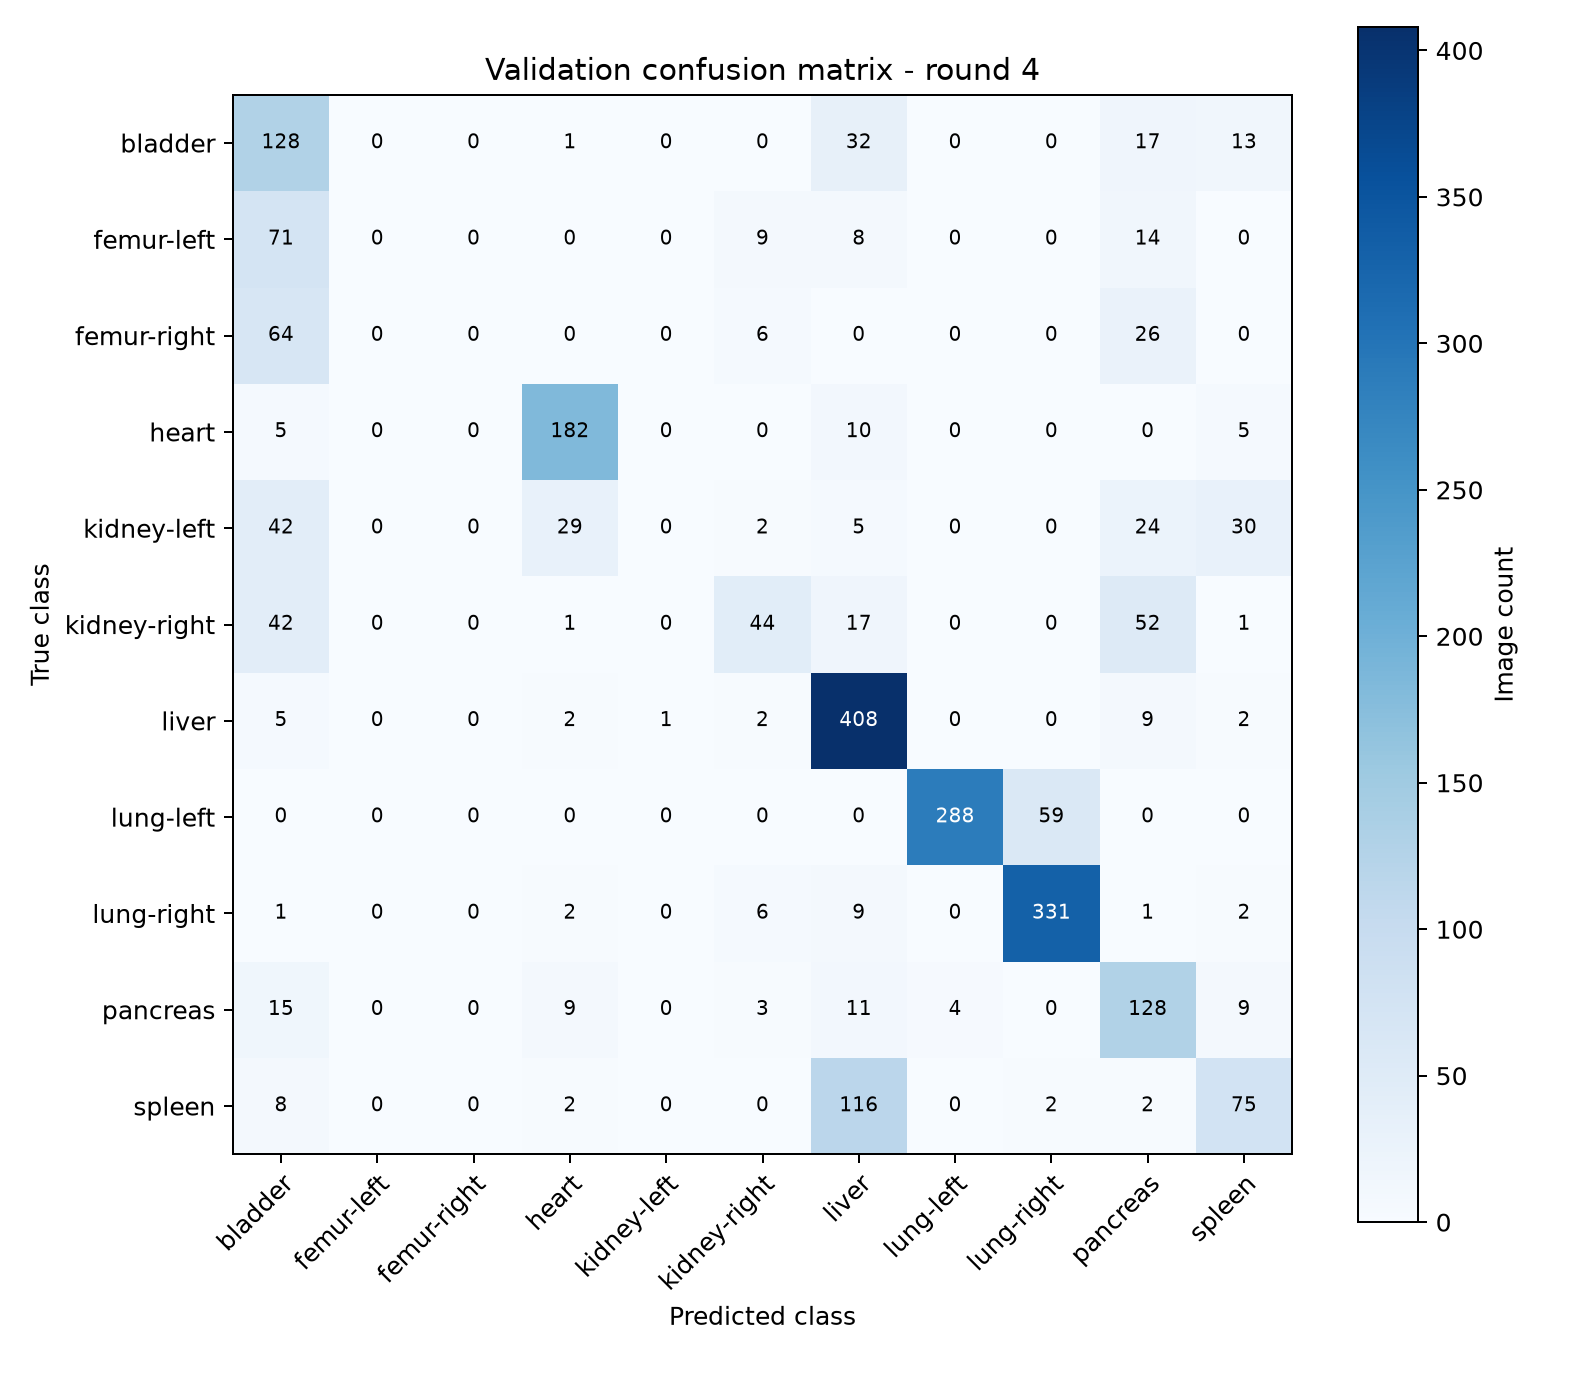 Validation confusion matrix - round 4
bladder 128 0 0 1 0 0 32 0 0 17 13
femur-left 71 0 0 0 0 9 8 0 0 14 0
femur-right 64 0 0 0 0 6 0 0 0 26 0
heart 5 0 0 182 0 0 10 0 0 0 5
kidney-left 42 0 0 29 0 2 5 0 0 24 30
kidney-right 42 0 0 1 0 44 17 0 0 52 1
liver 5 0 0 2 1 2 408 0 0 9 2
lung-left 0 0 0 0 0 0 0 288 59 0 0
lung-right 1 0 0 2 0 6 9 0 331 1 2
pancreas 15 0 0 9 0 3 11 4 0 128 9
spleen 8 0 0 2 0 0 116 0 2 2 75
True class
bladder femur-left femur-right heart kidney-left kidney-right liver lung-left lung-right pancreas spleen
Predicted class
400
350
300
250
200
150
100
50
0
Image count